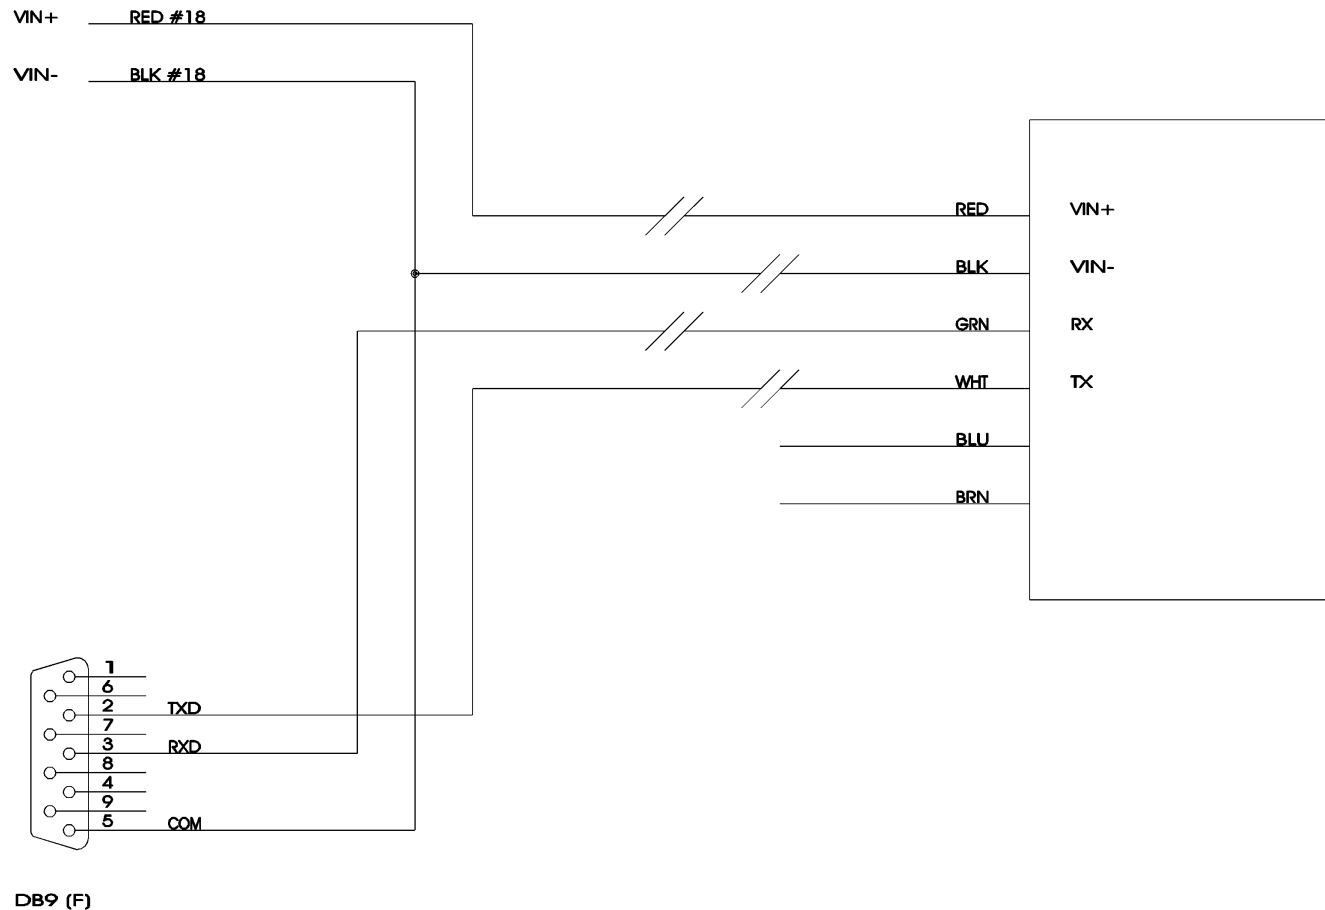 VIN+ RED #18
VIN- BLK #18
RED VIN+
BLK VIN-
GRN RX
WHT TX
BLU
BRN
1
6
2 TXD
7
3 RXD
8
4
9
5 COM
DB9 (F)